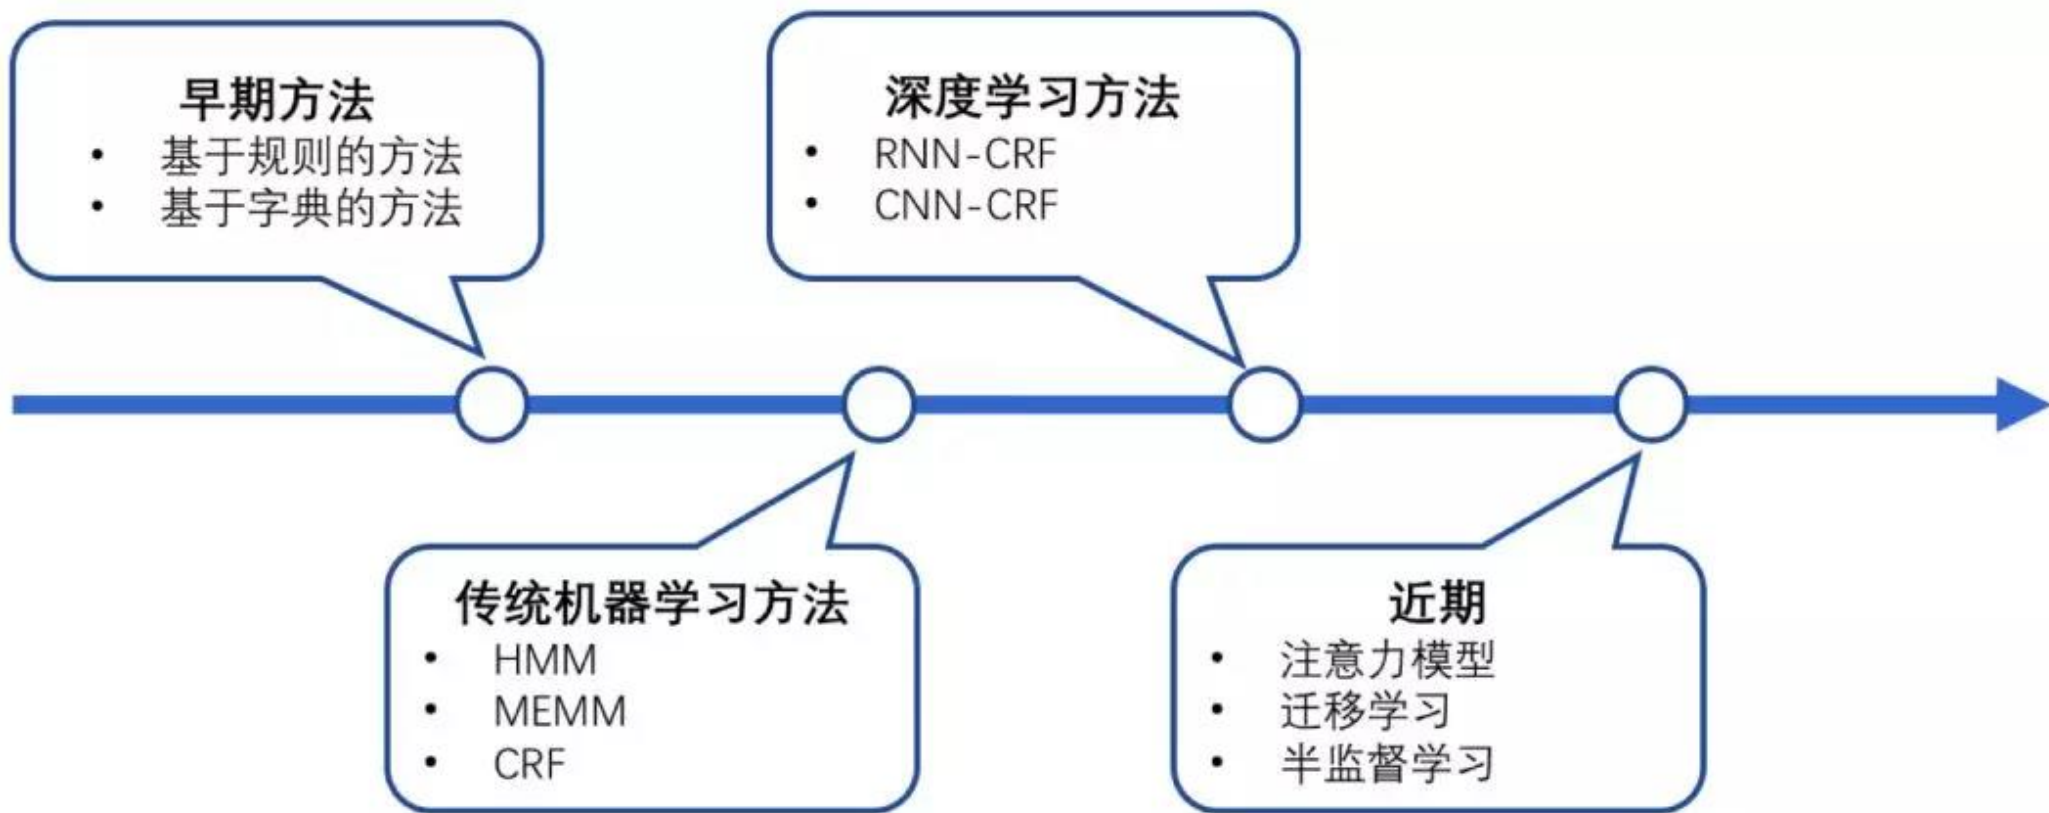 早期方法
• 基于规则的方法
• 基于字典的方法
深度学习方法
• RNN-CRF
• CNN-CRF
传统机器学习方法
• HMM
• MEMM
• CRF
近期
• 注意力模型
• 迁移学习
• 半监督学习